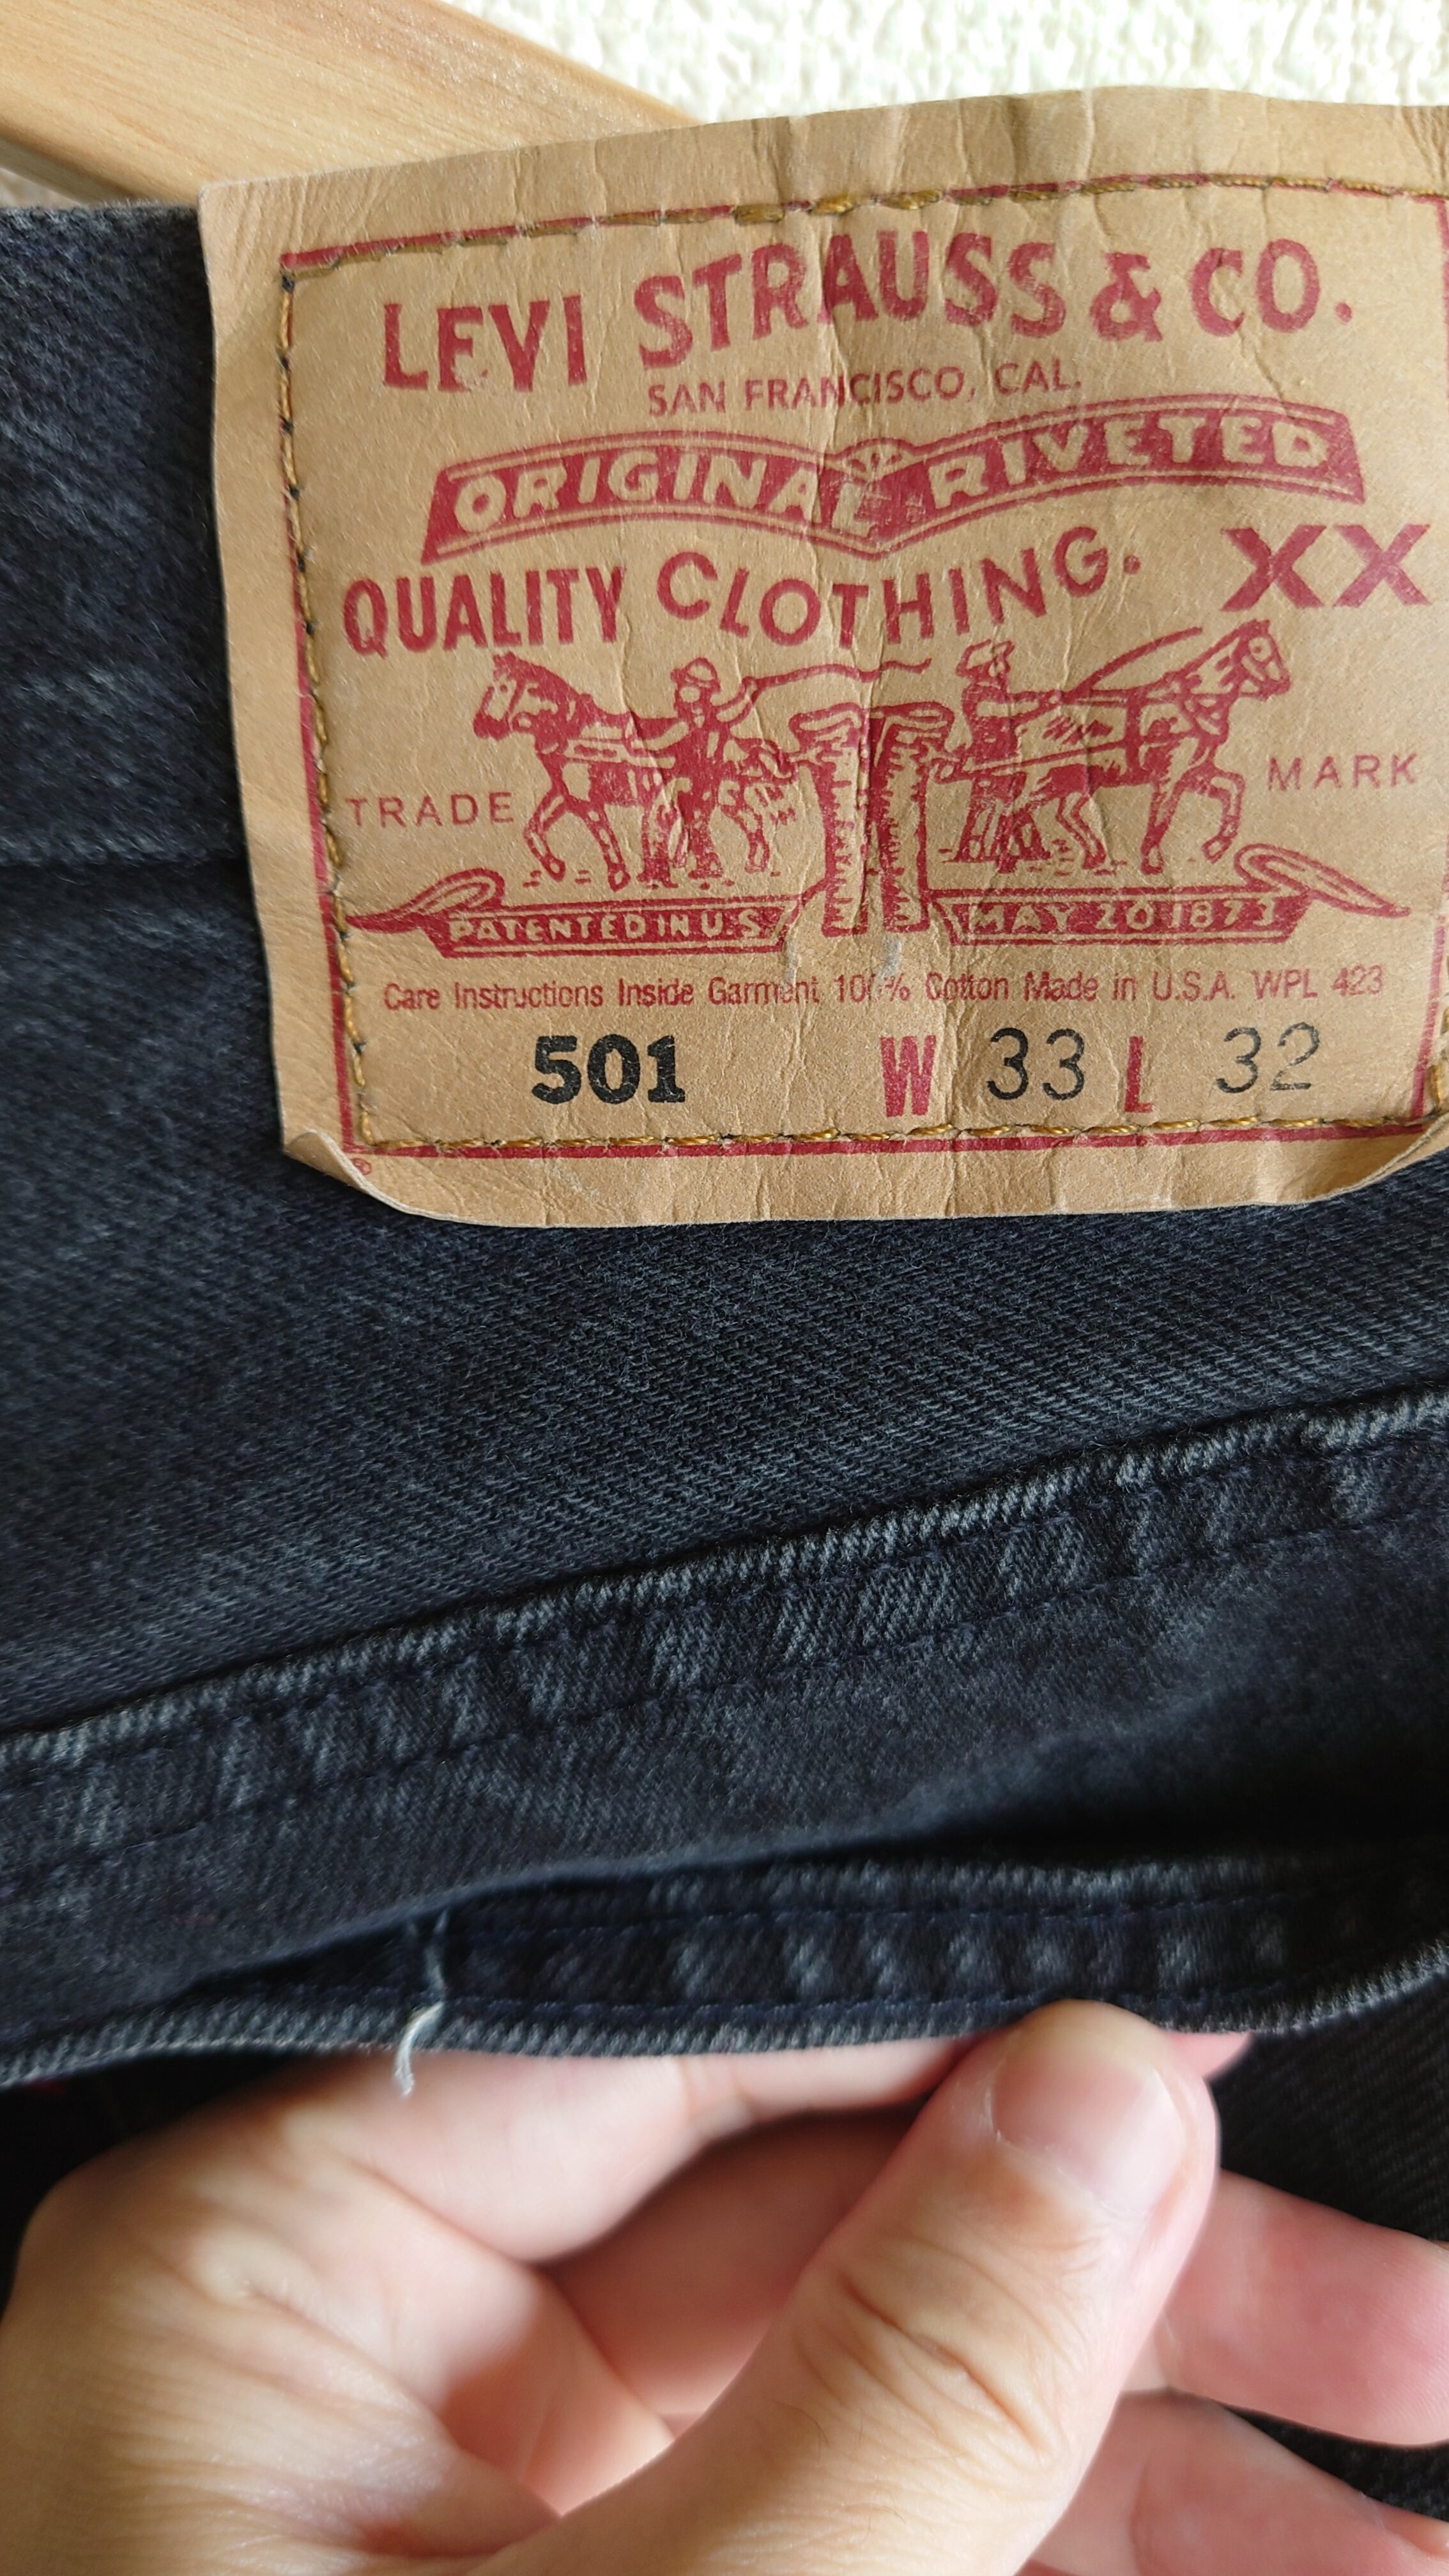 LEVI STRAUSS & CO.
SAN FRANCISCO, CAL.
ORIGINAL RIVETED
QUALITY CLOTHING. XX
TRADE MARK
PATENTED IN U.S MAY 20 1873
Care Instructions Inside Garment 100% Cotton Made in U.S.A. WPL 423
501 W 33 L 32
®